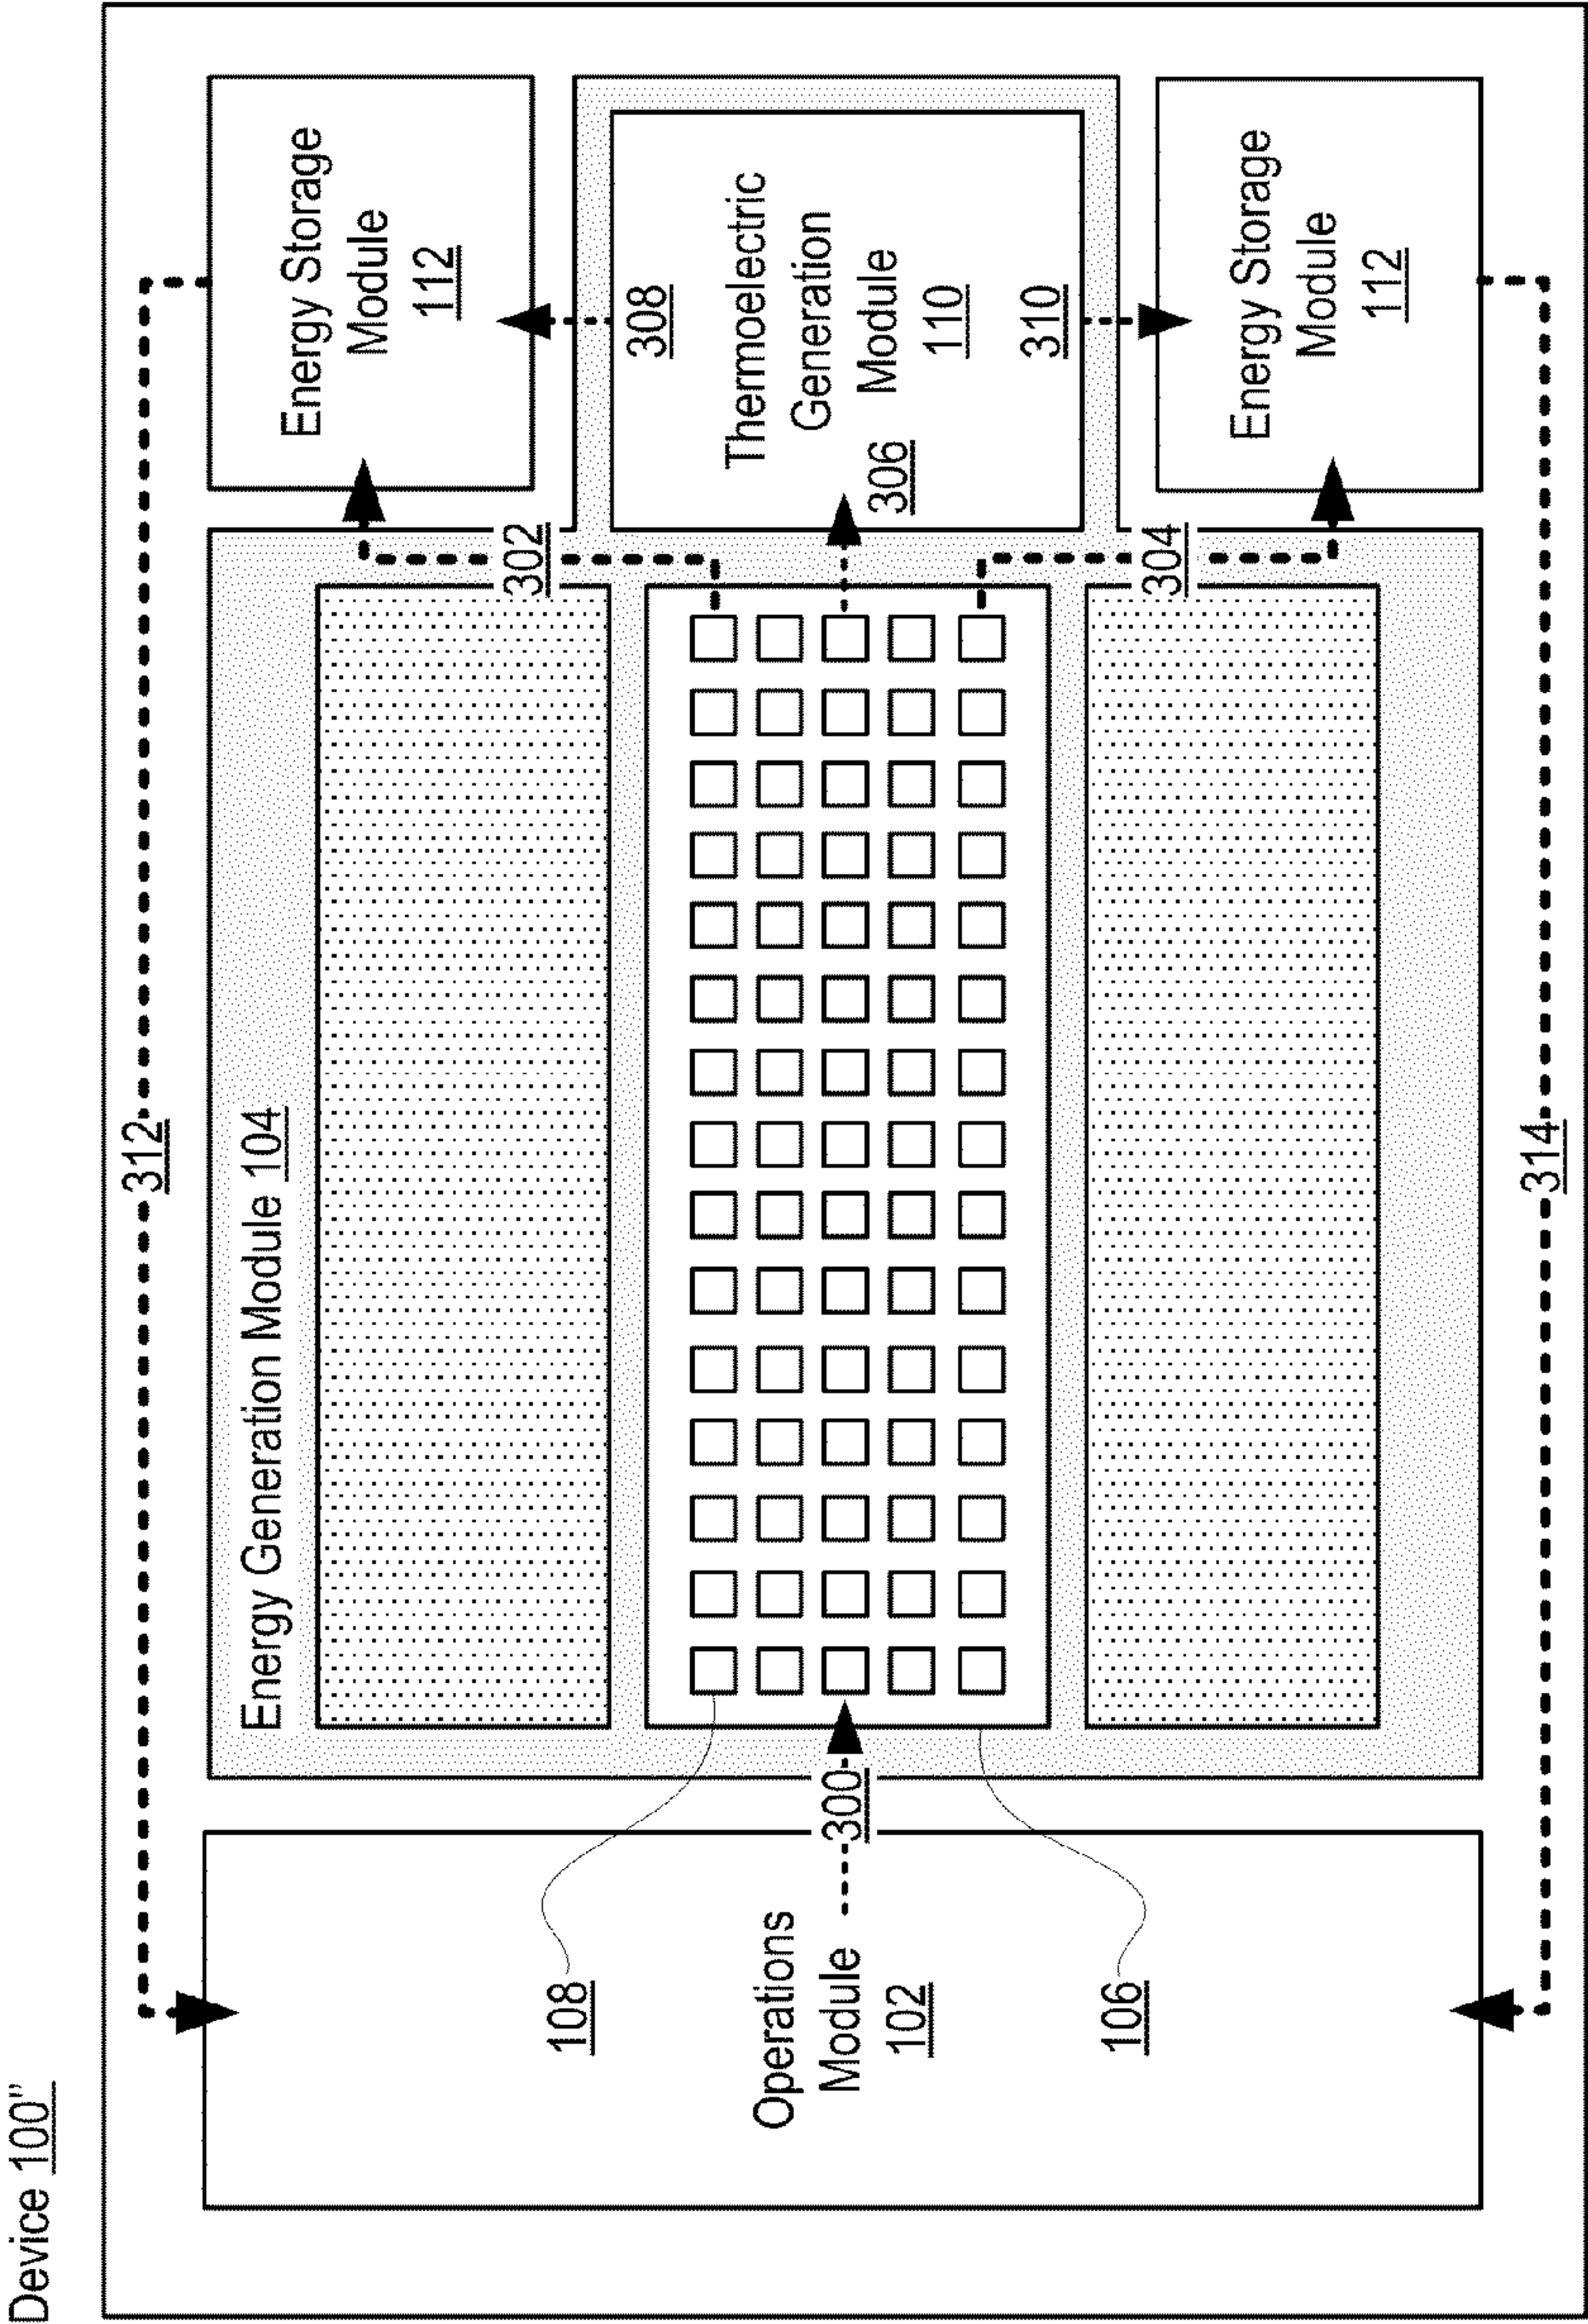 Device 100"
312
Energy Generation Module 104
Energy Storage
Module
112
302
308
108
Operations
Module
102
300
106
Thermoelectric
Generation
Module
110
306
310
304
Energy Storage
Module
112
314